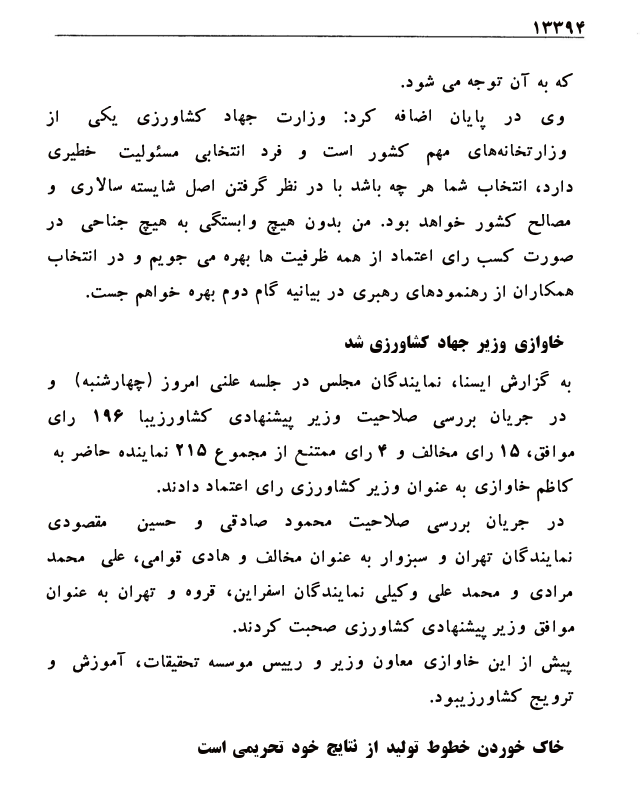 ۱۳۳۹۴
که به آن توجه می شود.
وی در پایان اضافه کرد: وزارت جهاد کشاورزی یکی از
وزارتخانه‌های مهم کشور است و فرد انتخابی مسئولیت خطیری
دارد، انتخاب شما هر چه باشد با در نظر گرفتن اصل شایسته سالاری و
مصالح کشور خواهد بود. من بدون هیچ وابستگی به هیچ جناحی در
صورت کسب رای اعتماد از همه ظرفیت ها بهره می جویم و در انتخاب
همکاران از رهنمودهای رهبری در بیانیه گام دوم بهره خواهم جست.
خاوازی وزیر جهاد کشاورزی شد
به گزارش ایسنا، نمایندگان مجلس در جلسه علنی امروز (چهارشنبه) و
در جریان بررسی صلاحیت وزیر پیشنهادی کشاورزیبا ۱۹۶ رای
موافق، ۱۵ رای مخالف و ۴ رای ممتنع از مجموع ۲۱۵ نماینده حاضر به
کاظم خاوازی به عنوان وزیر کشاورزی رای اعتماد دادند.
در جریان بررسی صلاحیت محمود صادقی و حسین مقصودی
نمایندگان تهران و سبزوار به عنوان مخالف و هادی قوامی، علی محمد
مرادی و محمد علی وکیلی نمایندگان اسفراین، قروه و تهران به عنوان
موافق وزیر پیشنهادی کشاورزی صحبت کردند.
پیش از این خاوازی معاون وزیر و رییس موسسه تحقیقات، آموزش و
ترویج کشاورزیبود.
خاک خوردن خطوط تولید از نتایج خود تحریمی است